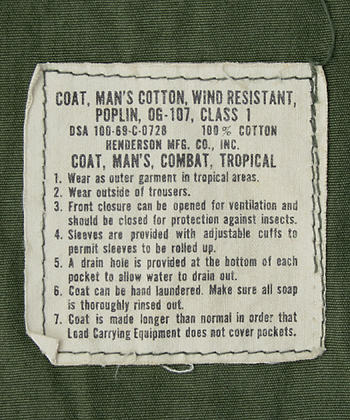 COAT, MAN'S COTTON, WIND RESISTANT,
POPLIN, OG-107, CLASS 1
DSA 100-69-C-0728 100% COTTON
HENDERSON MFG. CO., INC.
COAT, MAN'S, COMBAT, TROPICAL
1. Wear as outer garment in tropical areas.
2. Wear outside of trousers.
3. Front closure can be opened for ventilation and
should be closed for protection against insects.
4. Sleeves are provided with adjustable cuffs to
permit sleeves to be rolled up.
5. A drain hole is provided at the bottom of each
pocket to allow water to drain out.
6. Coat can be hand laundered. Make sure all soap
is thoroughly rinsed out.
7. Coat is made longer than normal in order that
Load Carrying Equipment does not cover pockets.